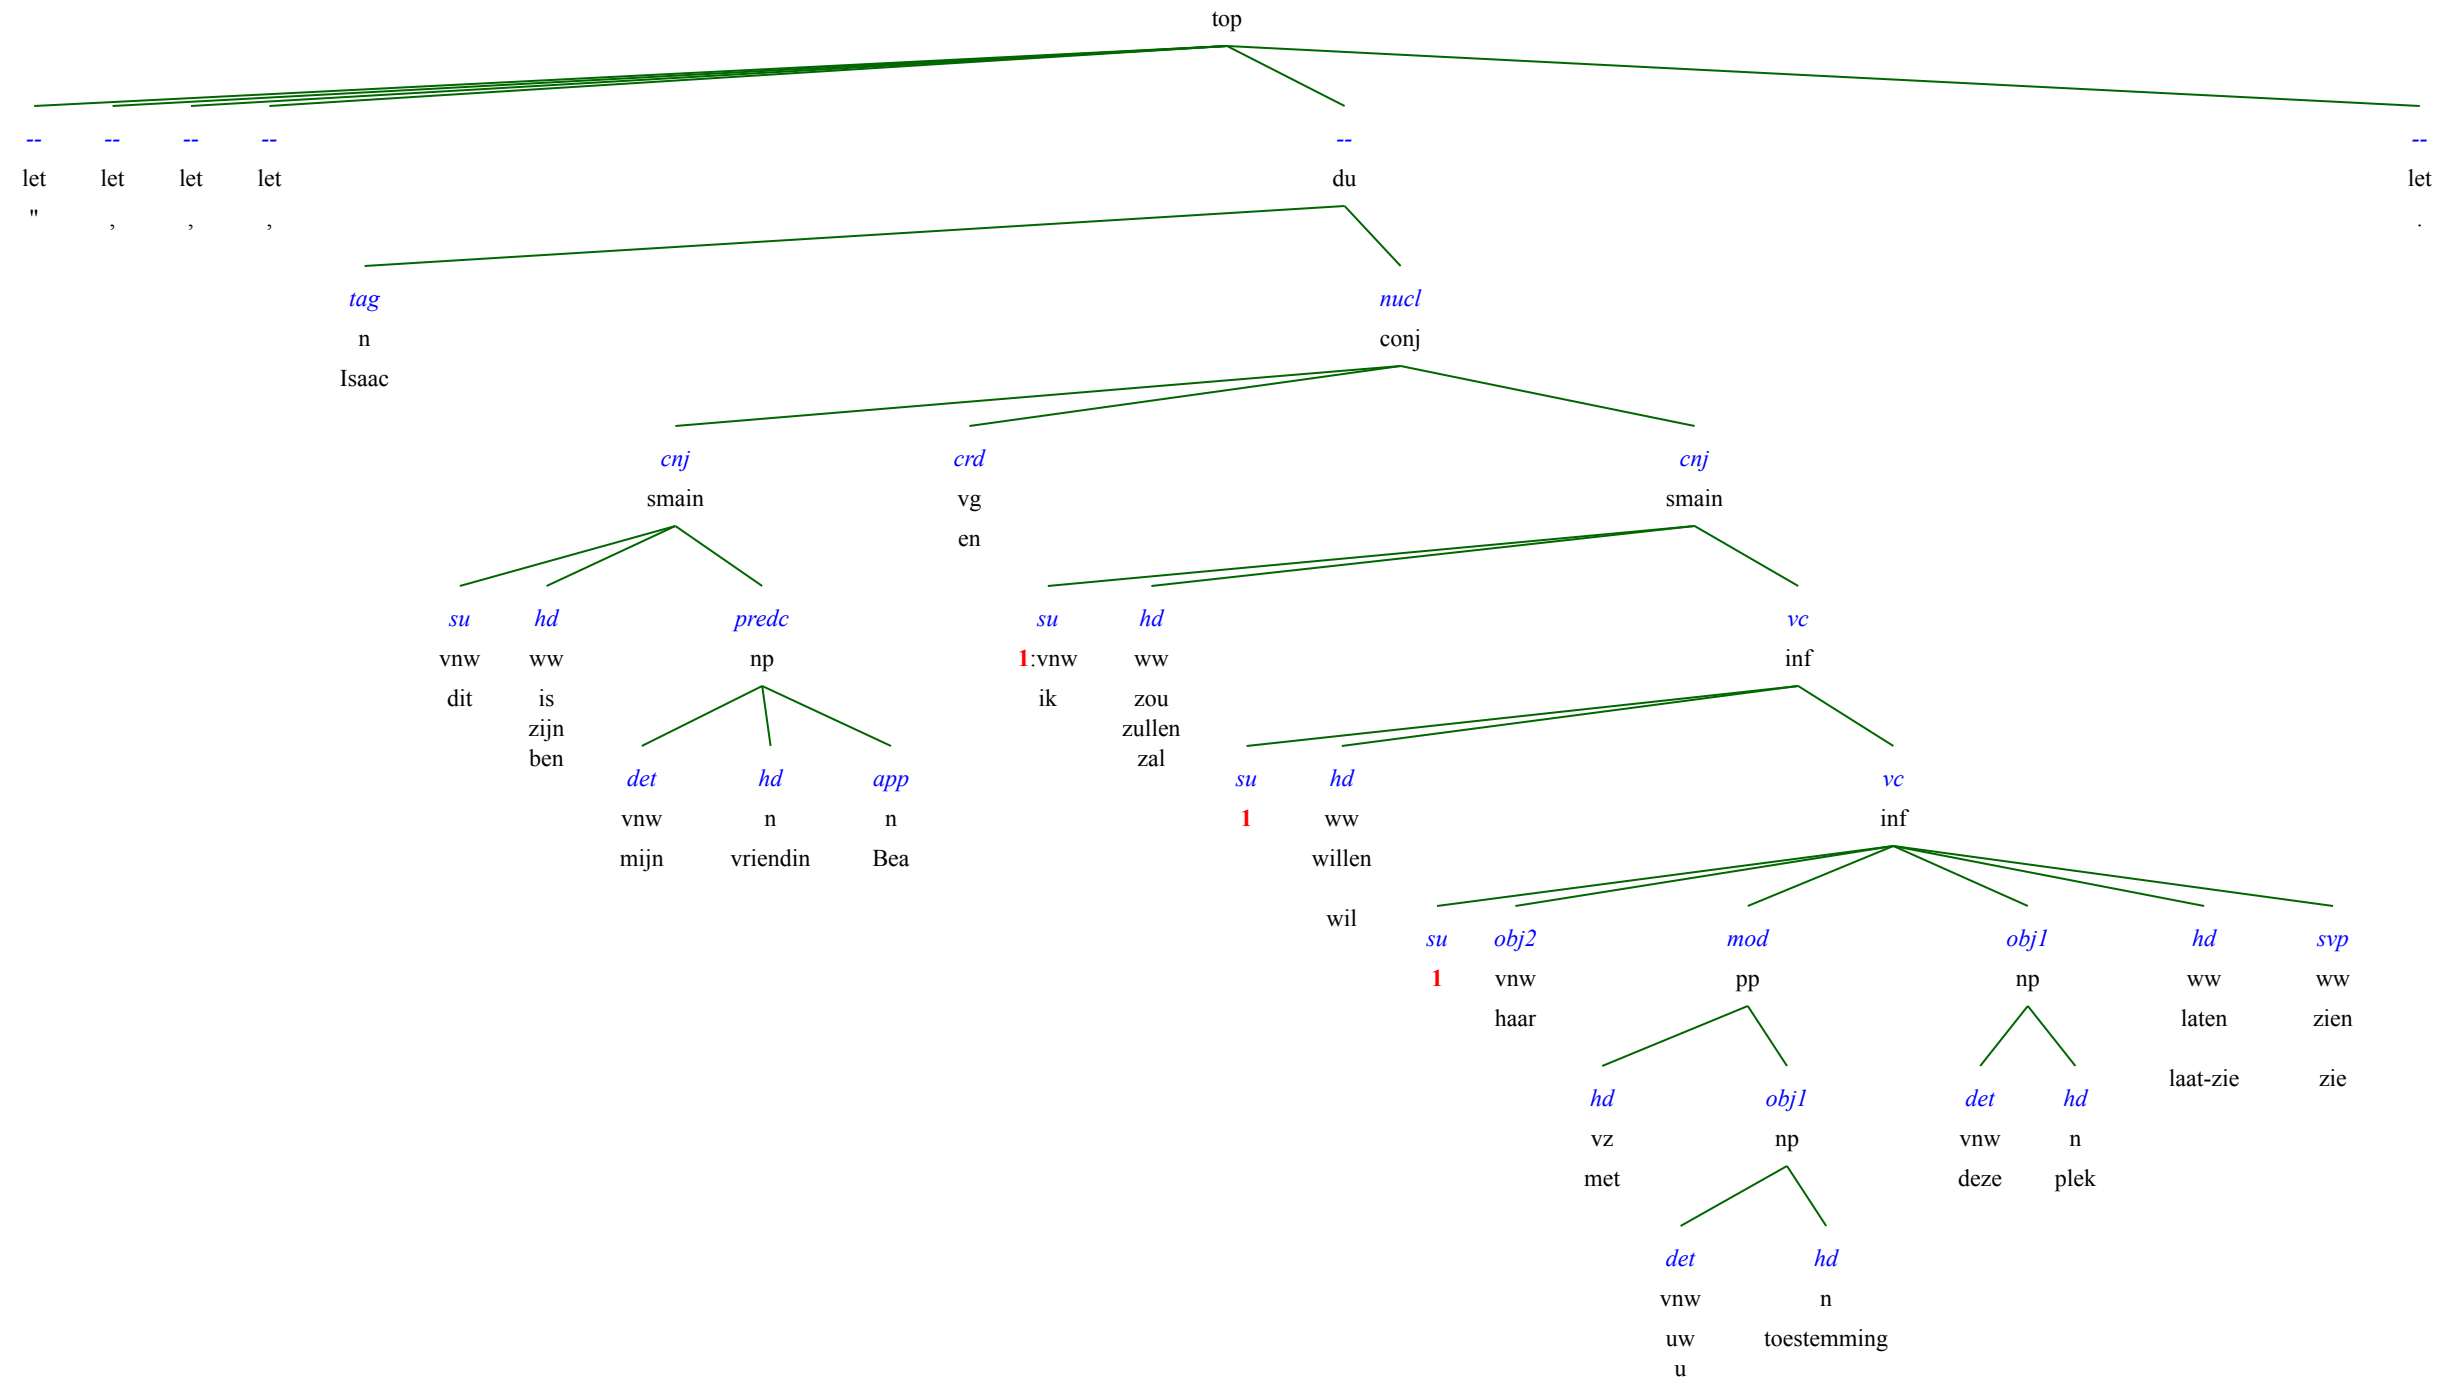 top
-- -- -- -- -- --
let let let let du let
" , , , .
tag nucl
n conj
Isaac
cnj crd cnj
smain vg smain
en
su hd predc su hd vc
vnw ww np 1:vnw ww inf
dit is ik zou
zijn zullen
ben zal
det hd app su hd vc
vnw n n 1 ww inf
mijn vriendin Bea willen
wil
su obj2 mod obj1 hd svp
1 vnw pp np ww ww
haar laten zien
laat-zie zie
hd obj1 det hd
vz np vnw n
met deze plek
det hd
vnw n
uw toestemming
u